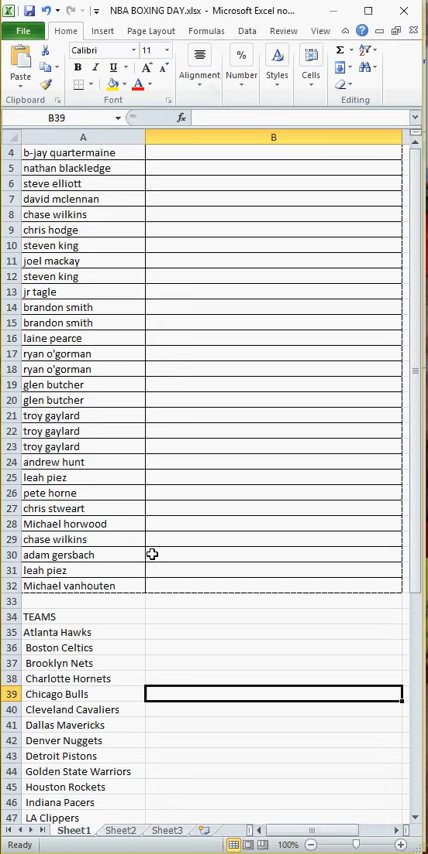 NBA BOXING DAY.xlsx - Microsoft Excel no...
File Home Insert Page Layout Formulas Data Review View
Paste
Clipboard
Calibri 11
B I U
Font
Alignment
%
Number
Styles
Cells
Editing
B39 fx
A B
4 b-jay quartermaine
5 nathan blackledge
6 steve elliott
7 david mclennan
8 chase wilkins
9 chris hodge
10 steven king
11 joel mackay
12 steven king
13 jr tagle
14 brandon smith
15 brandon smith
16 laine pearce
17 ryan o'gorman
18 ryan o'gorman
19 glen butcher
20 glen butcher
21 troy gaylard
22 troy gaylard
23 troy gaylard
24 andrew hunt
25 leah piez
26 pete horne
27 chris stweart
28 Michael horwood
29 chase wilkins
30 adam gersbach
31 leah piez
32 Michael vanhouten
33
34 TEAMS
35 Atlanta Hawks
36 Boston Celtics
37 Brooklyn Nets
38 Charlotte Hornets
39 Chicago Bulls
40 Cleveland Cavaliers
41 Dallas Mavericks
42 Denver Nuggets
43 Detroit Pistons
44 Golden State Warriors
45 Houston Rockets
46 Indiana Pacers
47 LA Clippers
Sheet1 Sheet2 Sheet3
Ready 100%